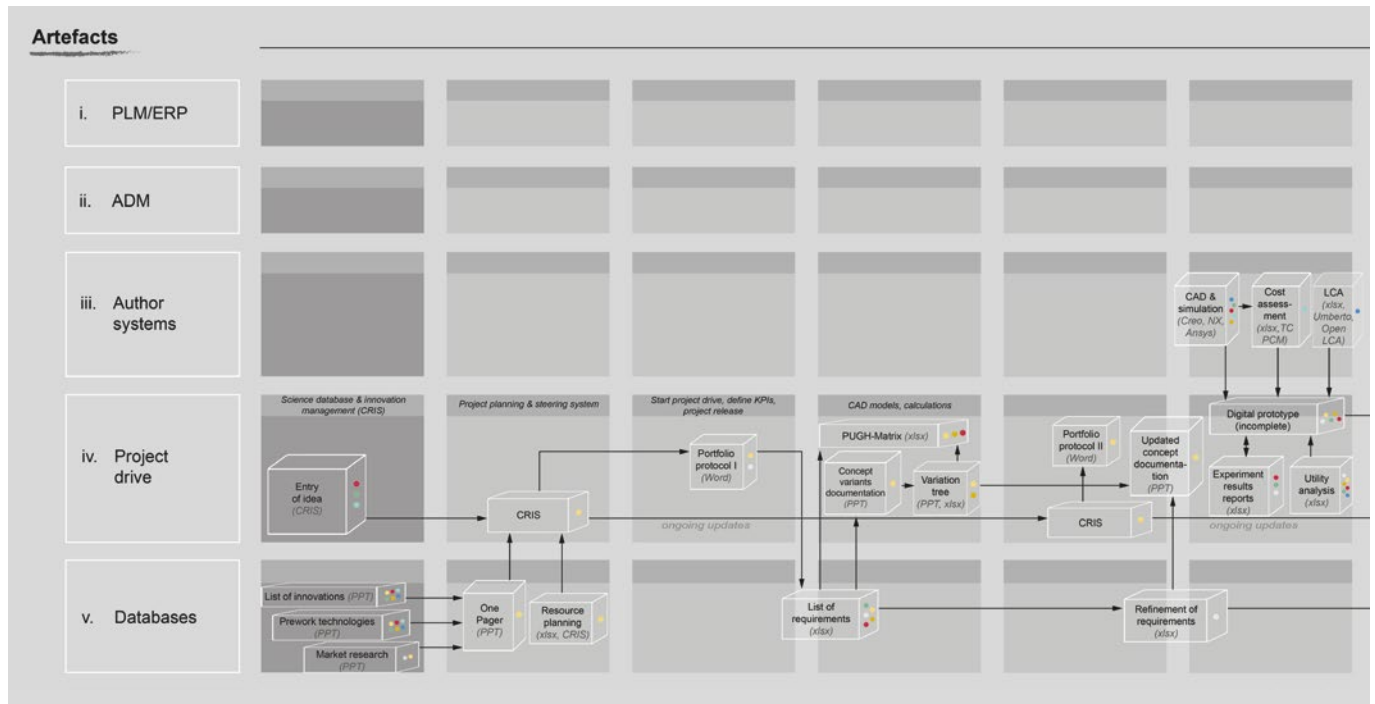 Artefacts
i. PLM/ERP
ii. ADM
iii. Author
systems
CAD &
simulation
(Creo, NX,
Ansys)
Cost
assess-
ment
(xlsx,TC
PCM)
LCA
(xlsx,
Umberto,
Open
LCA)
iv. Project
drive
Science database & innovation
management (CRIS)
Entry
of idea
(CRIS)
Project planning & steering system
CRIS
Start project drive, define KPIs,
project release
Portfolio
protocol I
(Word)
ongoing updates
CAD models, calculations
PUGH-Matrix (xlsx)
Concept
variants
documentation
(PPT)
Variation
tree
(PPT, xlsx)
Portfolio
protocol II
(Word)
CRIS
Updated
concept
documenta-
tion
(PPT)
Digital prototype
(incomplete)
Experiment
results
reports
(xlsx)
Utility
analysis
(xlsx)
ongoing updates
v. Databases
List of innovations (PPT)
Prework technologies
(PPT)
Market research
(PPT)
One
Pager
(PPT)
Resource
planning
(xlsx, CRIS)
List of
requirements
(xlsx)
Refinement of
requirements
(xlsx)